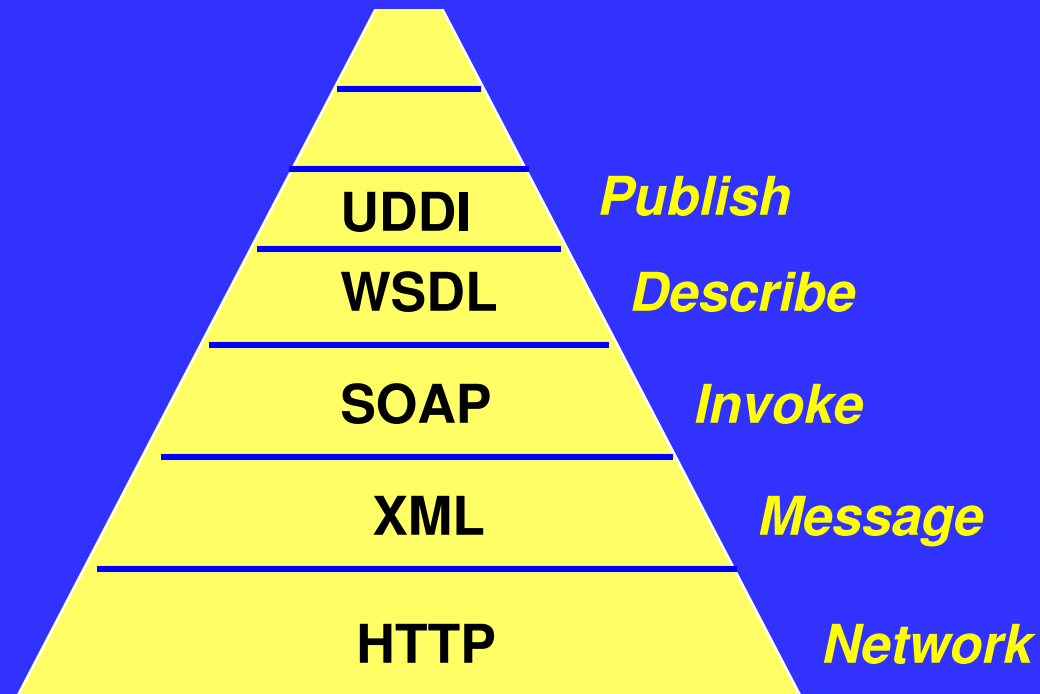 UDDI Publish
WSDL Describe
SOAP Invoke
XML Message
HTTP Network